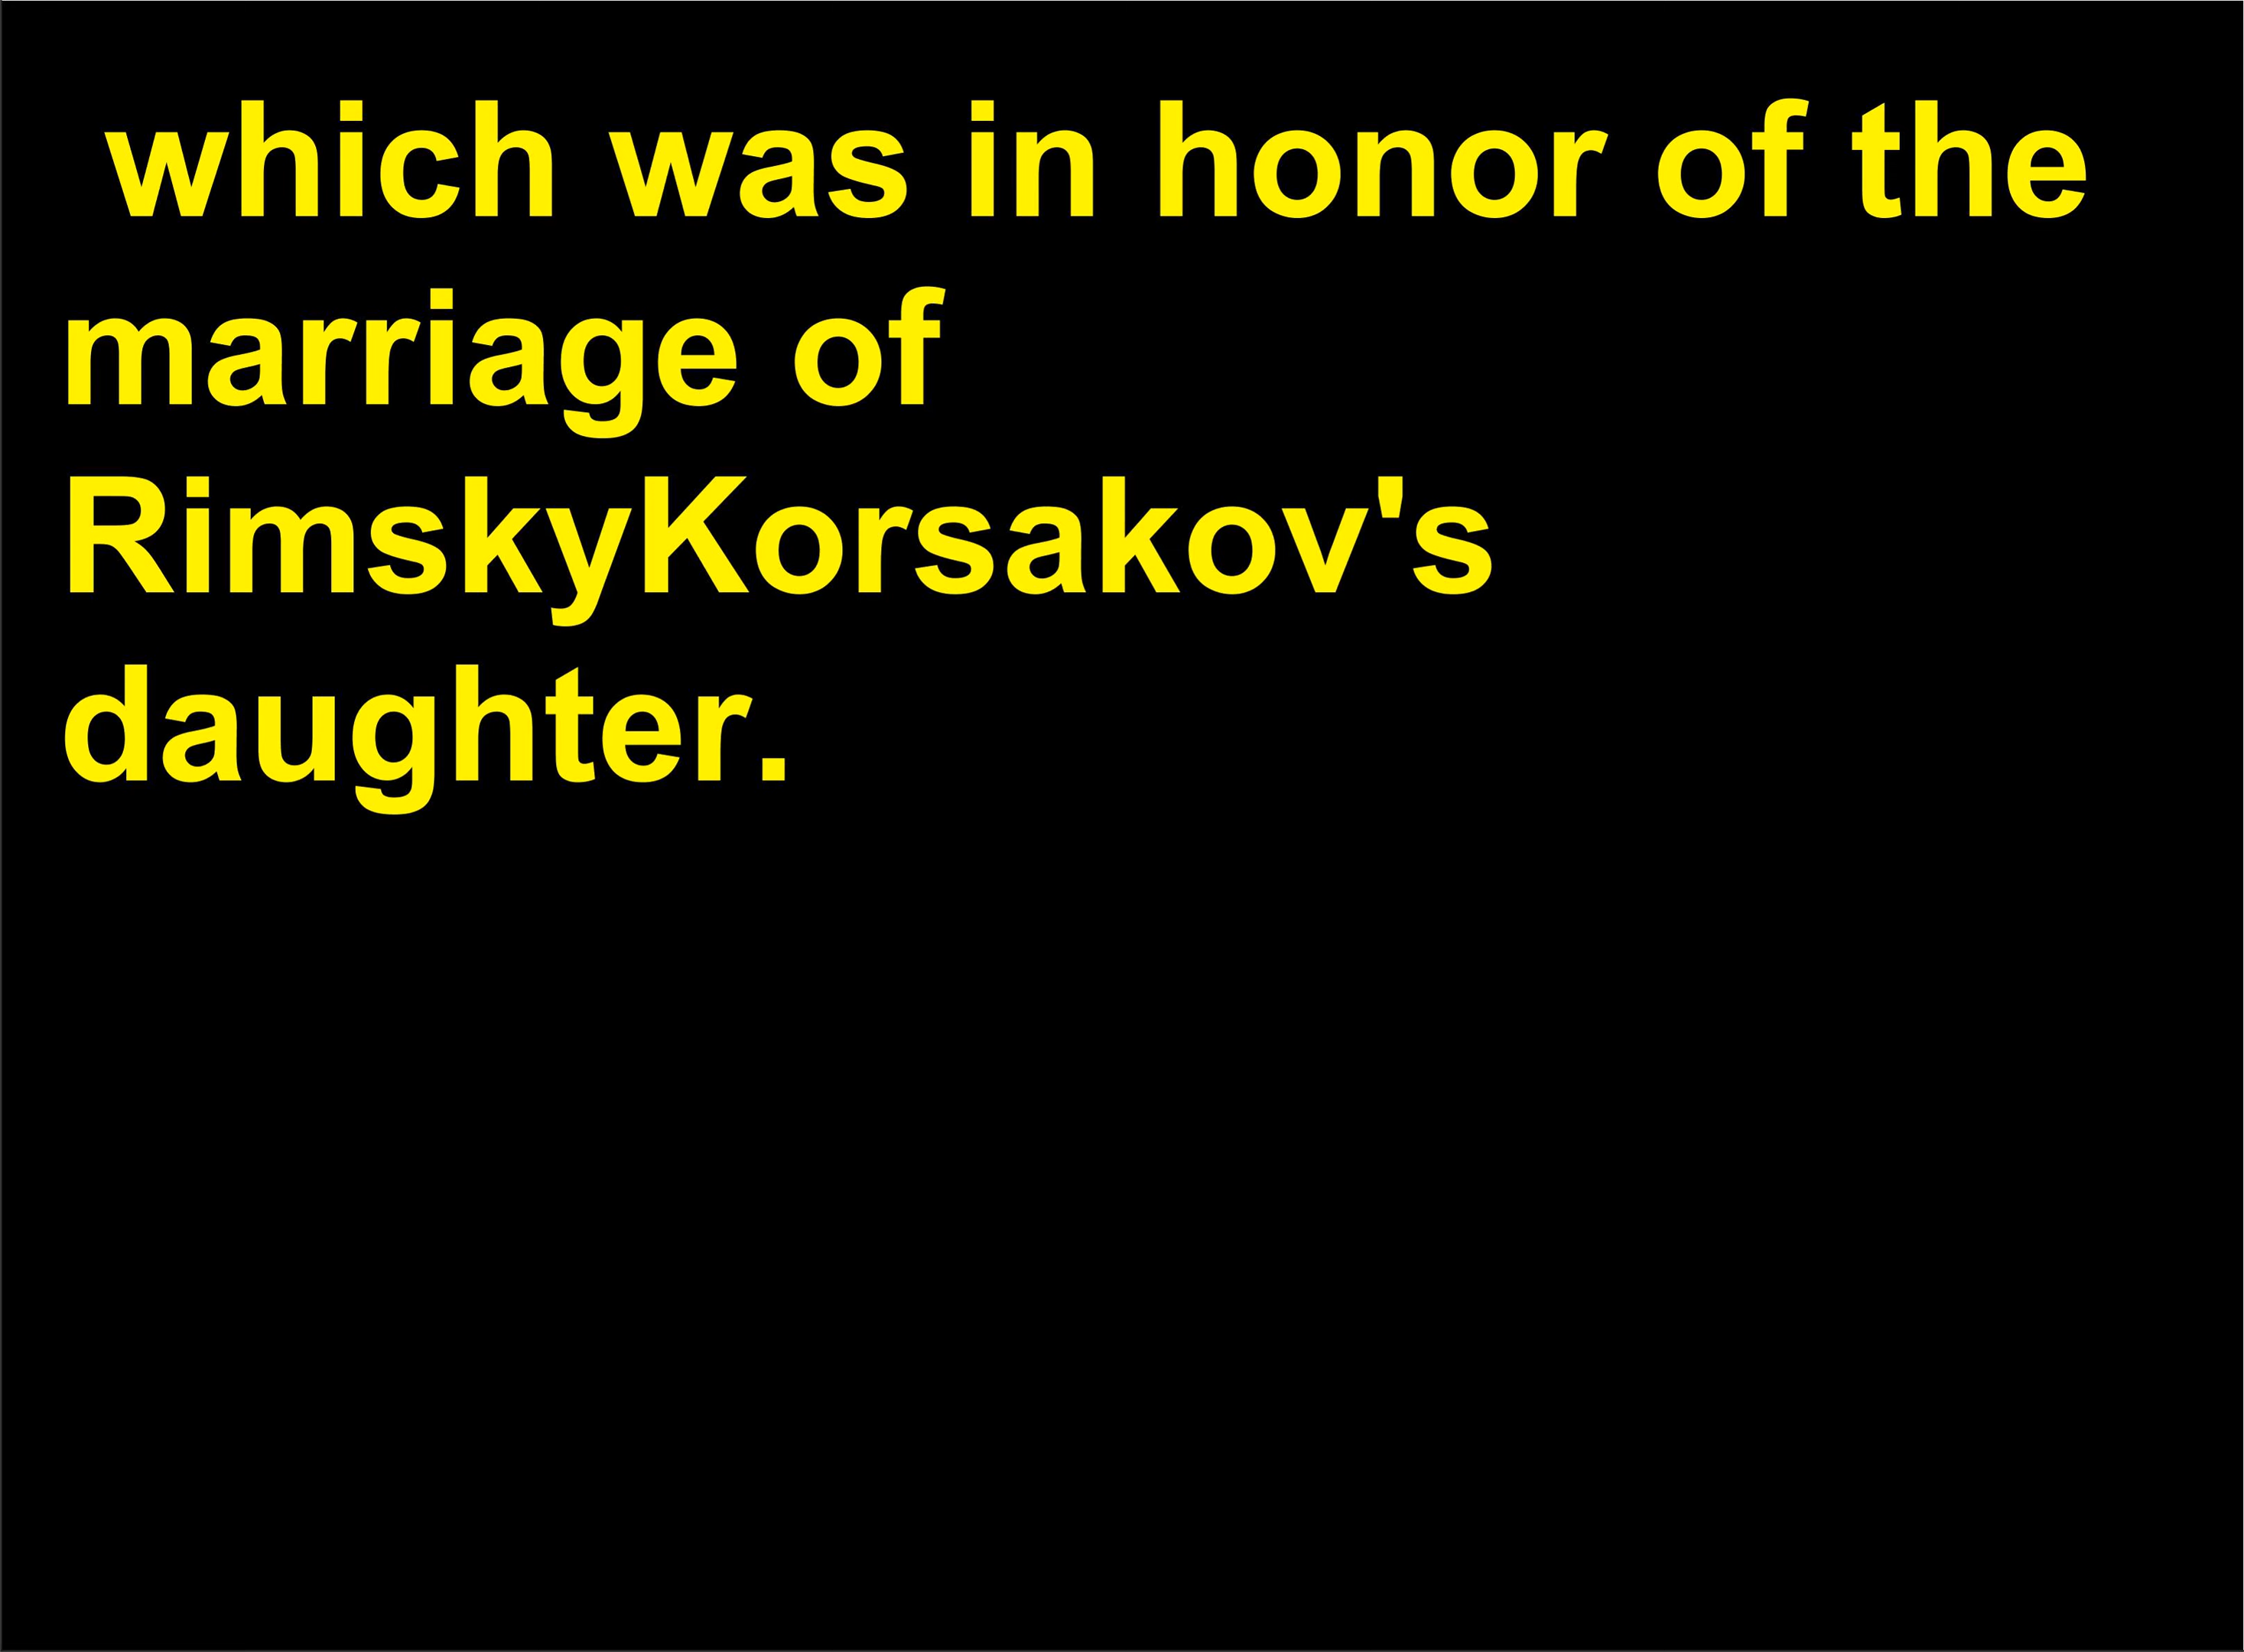 which was in honor of the
marriage of
RimskyKorsakov's
daughter.